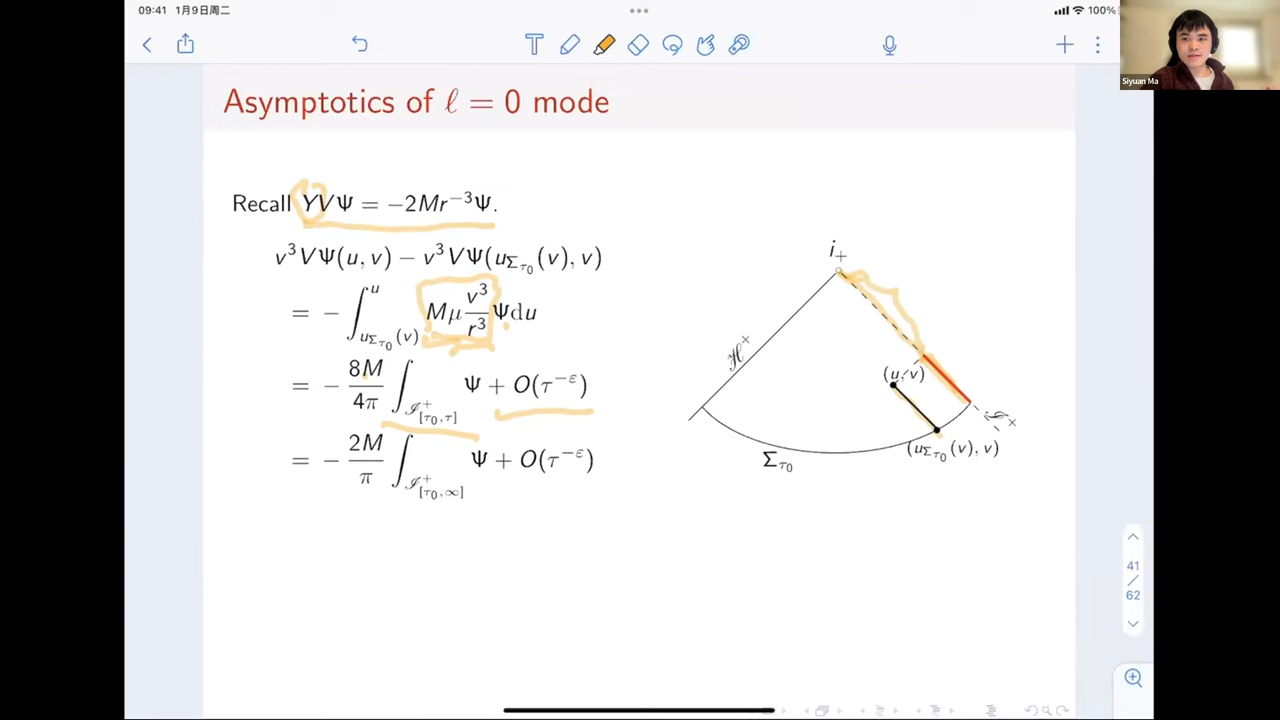 09:41 1月9日周二
100%
Siyuan Ma
Asymptotics of ℓ = 0 mode
Recall YVΨ = −2Mr⁻³Ψ.
v³VΨ(u, v) − v³VΨ(u_{Σ_{τ₀}}(v), v)
= − ∫_{u_{Σ_{τ₀}}(v)}^{u} Mμ v³/r³ Ψdu
= − 8M/4π ∫_{ℐ⁺_{[τ₀,τ]}} Ψ + O(τ^{−ε})
= − 2M/π ∫_{ℐ⁺_{[τ₀,∞]}} Ψ + O(τ^{−ε})
i₊
ℋ⁺
(u, v)
ℐ⁺
(u_{Σ_{τ₀}}(v), v)
Σ_{τ₀}
41
/
62